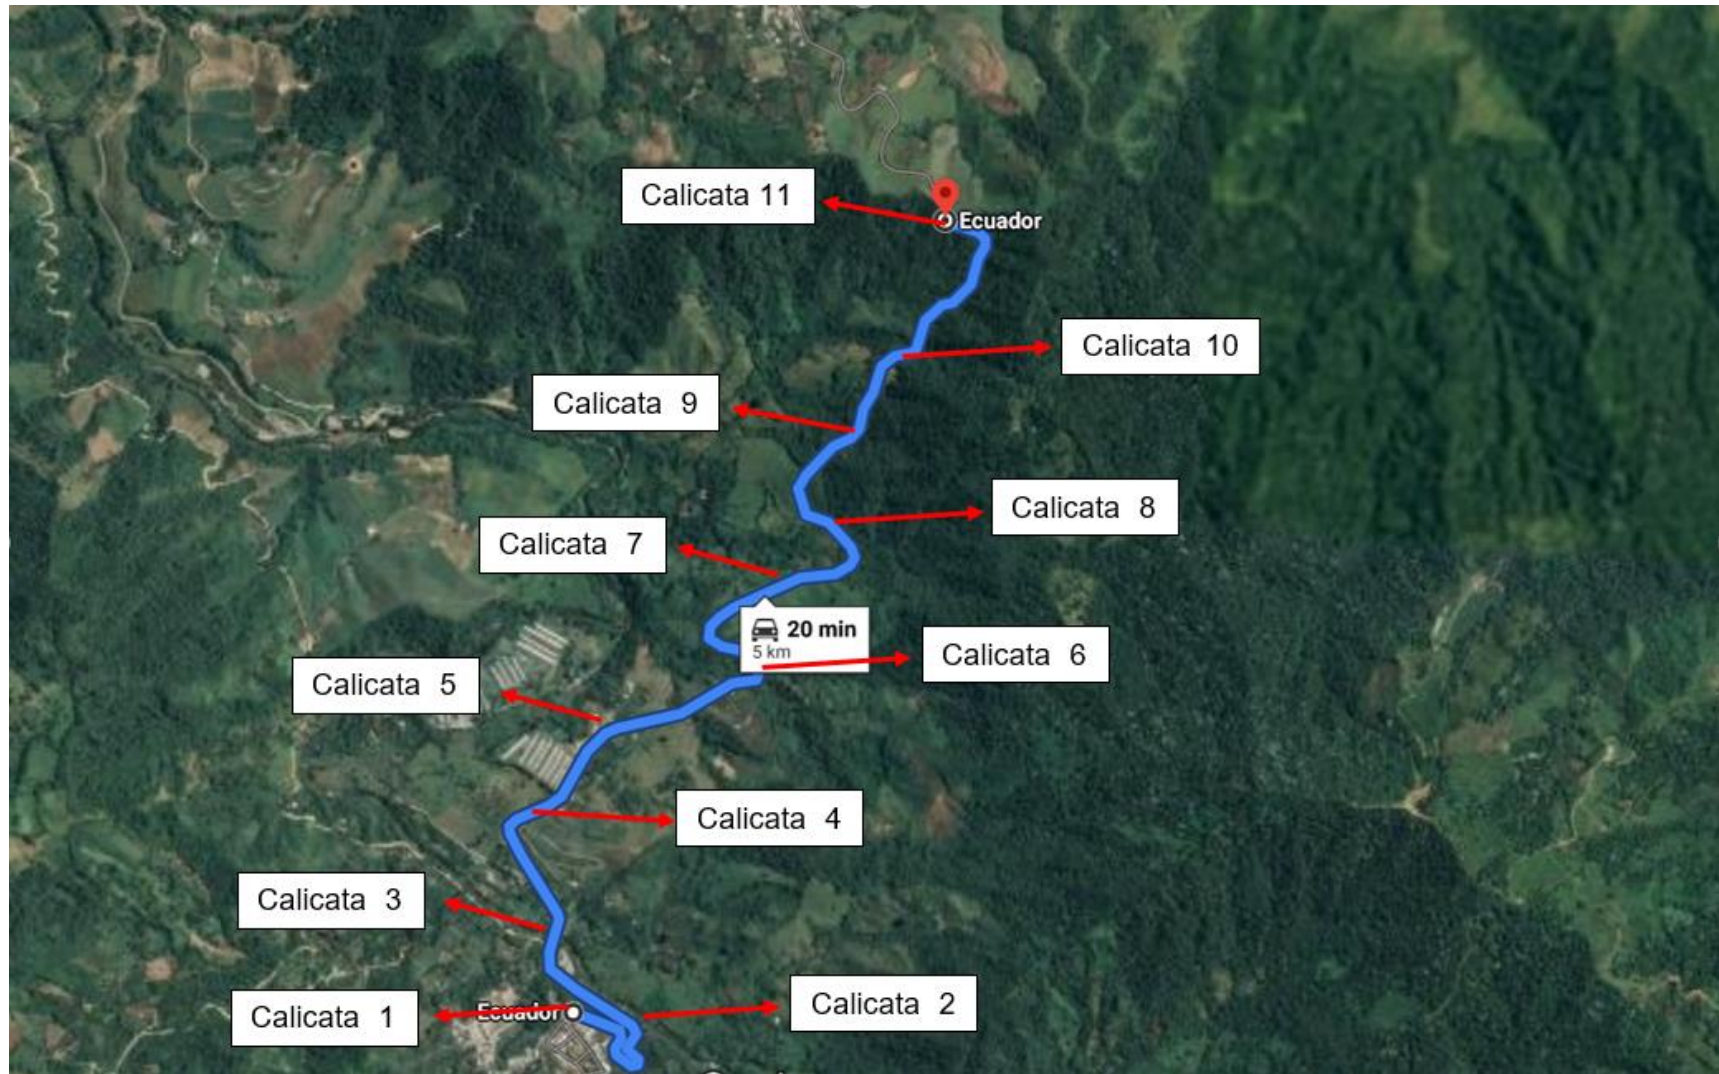 Calicata 11
Ecuador
Calicata 10
Calicata 9
Calicata 8
Calicata 7
20 min
5 km
Calicata 6
Calicata 5
Calicata 4
Calicata 3
Calicata 2
Ecuador
Calicata 1